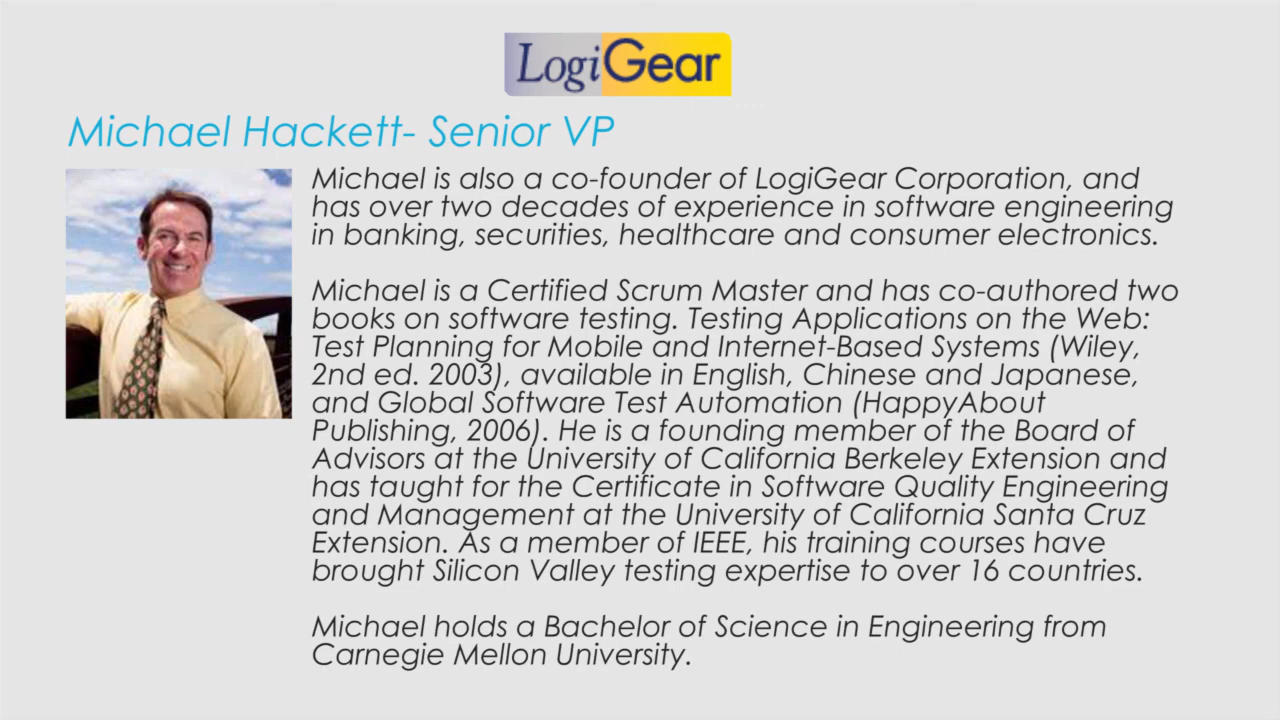 LogiGear
Michael Hackett- Senior VP
Michael is also a co-founder of LogiGear Corporation, and
has over two decades of experience in software engineering
in banking, securities, healthcare and consumer electronics.
Michael is a Certified Scrum Master and has co-authored two
books on software testing. Testing Applications on the Web:
Test Planning for Mobile and Internet-Based Systems (Wiley,
2nd ed. 2003), available in English, Chinese and Japanese,
and Global Software Test Automation (HappyAbout
Publishing, 2006). He is a founding member of the Board of
Advisors at the University of California Berkeley Extension and
has taught for the Certificate in Software Quality Engineering
and Management at the University of California Santa Cruz
Extension. As a member of IEEE, his training courses have
brought Silicon Valley testing expertise to over 16 countries.
Michael holds a Bachelor of Science in Engineering from
Carnegie Mellon University.